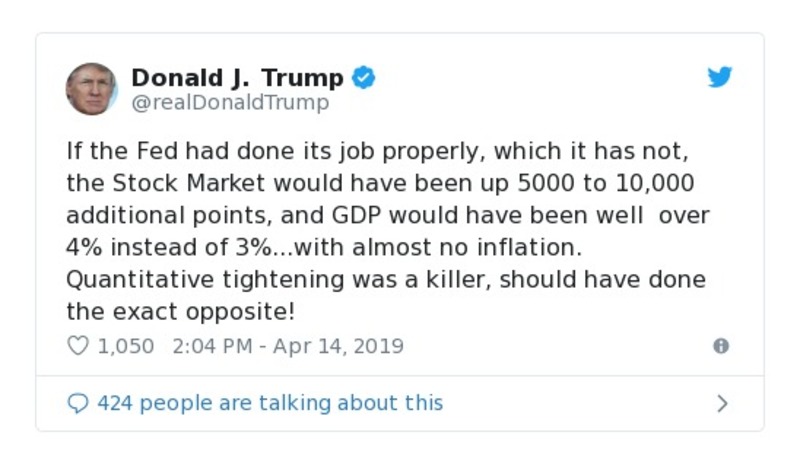 Donald J. Trump
@realDonaldTrump
If the Fed had done its job properly, which it has not,
the Stock Market would have been up 5000 to 10,000
additional points, and GDP would have been well  over
4% instead of 3%...with almost no inflation.
Quantitative tightening was a killer, should have done
the exact opposite!
1,050 2:04 PM - Apr 14, 2019
424 people are talking about this